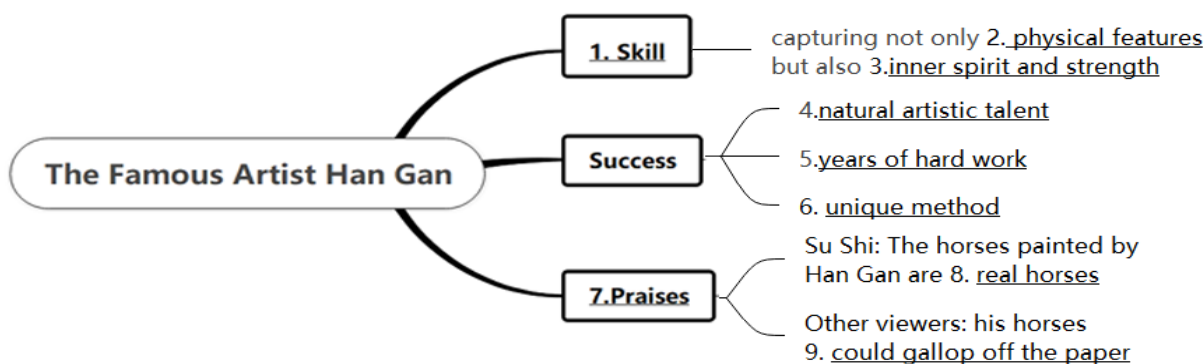 The Famous Artist Han Gan
1. Skill
capturing not only 2. physical features
but also 3.inner spirit and strength
Success
4.natural artistic talent
5.years of hard work
6. unique method
7.Praises
Su Shi: The horses painted by
Han Gan are 8. real horses
Other viewers: his horses
9. could gallop off the paper